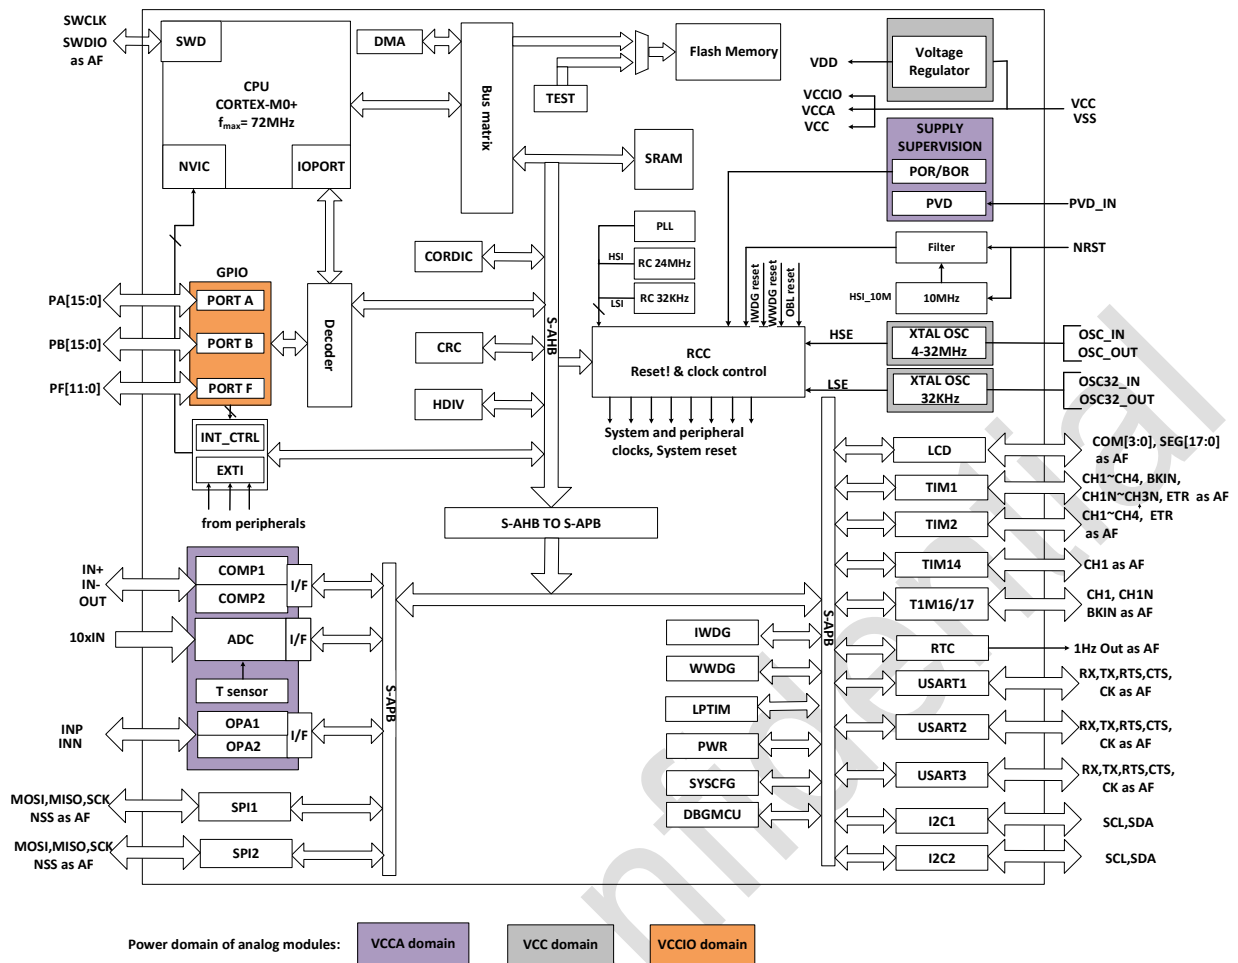 SWCLK
SWDIO
as AF
SWD
CPU
CORTEX-M0+
fmax= 72MHz
NVIC
IOPORT
DMA
Bus matrix
TEST
Flash Memory
SRAM
VDD
Voltage
Regulator
VCCIO
VCCA
VCC
VCC
VSS
SUPPLY
SUPERVISION
POR/BOR
PVD
PVD_IN
Filter
NRST
HSI_10M
10MHz
PLL
HSI
RC 24MHz
LSI
RC 32KHz
IWDG reset
WWDG reset
OBL reset
CORDIC
CRC
HDIV
S-AHB
GPIO
PA[15:0]
PORT A
PB[15:0]
PORT B
PF[11:0]
PORT F
Decoder
INT_CTRL
EXTI
from peripherals
RCC
Reset! & clock control
System and peripheral
clocks, System reset
HSE
XTAL OSC
4-32MHz
OSC_IN
OSC_OUT
LSE
XTAL OSC
32KHz
OSC32_IN
OSC32_OUT
S-AHB TO S-APB
IN+
IN-
OUT
COMP1
COMP2
I/F
10xIN
ADC
I/F
T sensor
INP
INN
OPA1
OPA2
I/F
S-APB
MOSI,MISO,SCK
NSS as AF
SPI1
MOSI,MISO,SCK
NSS as AF
SPI2
IWDG
WWDG
LPTIM
PWR
SYSCFG
DBGMCU
S-APB
LCD
COM[3:0], SEG[17:0]
as AF
TIM1
CH1~CH4, BKIN,
CH1N~CH3N, ETR as AF
TIM2
CH1~CH4, ETR
as AF
TIM14
CH1 as AF
T1M16/17
CH1, CH1N
BKIN as AF
RTC
1Hz Out as AF
USART1
RX,TX,RTS,CTS,
CK as AF
USART2
RX,TX,RTS,CTS,
CK as AF
USART3
RX,TX,RTS,CTS,
CK as AF
I2C1
SCL,SDA
I2C2
SCL,SDA
Power domain of analog modules:
VCCA domain
VCC domain
VCCIO domain
nfidential